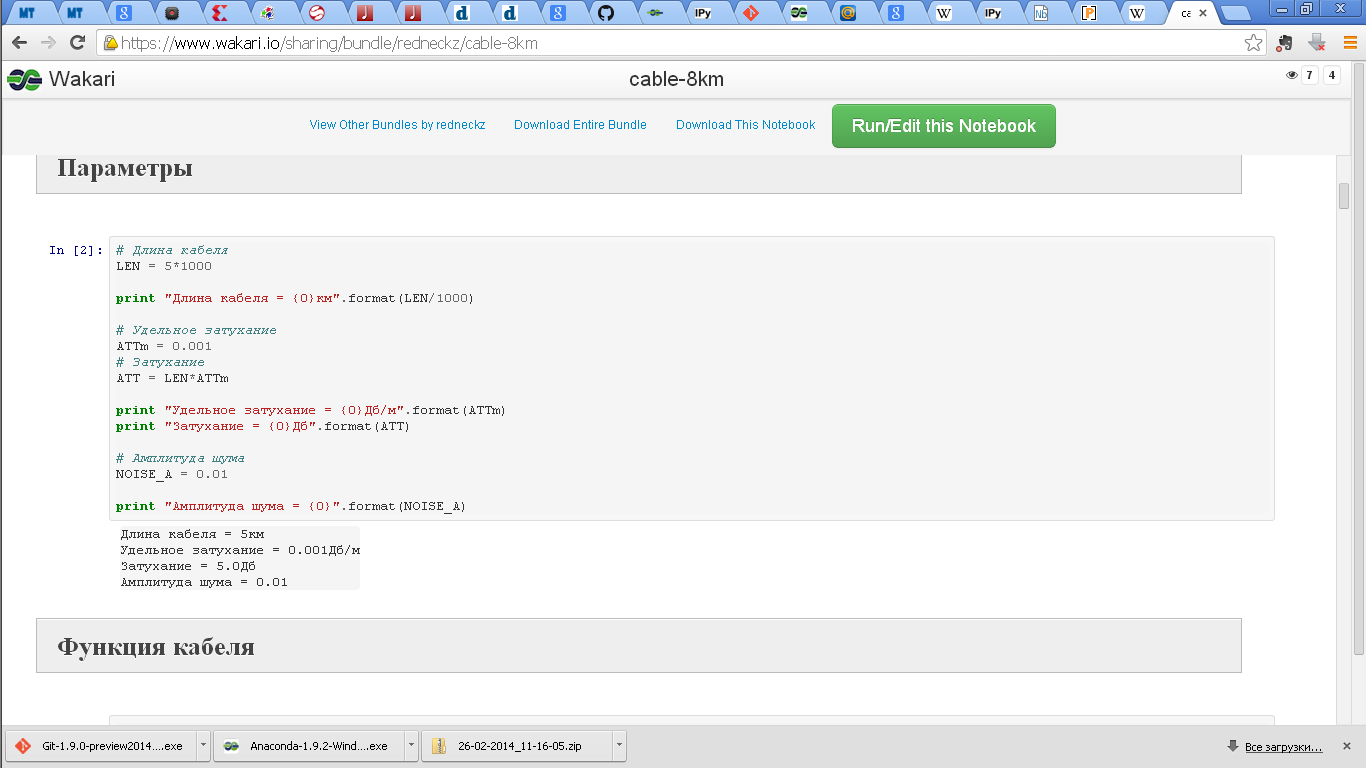 MT
MT
8
IPy
W
IPy
Nb
W
ca
https://www.wakari.io/sharing/bundle/redneckz/cable-8km
Wakari
cable-8km
7
4
View Other Bundles by redneckz
Download Entire Bundle
Download This Notebook
Run/Edit this Notebook
Параметры
In [2]:
# Длина кабеля
LEN = 5*1000
print "Длина кабеля = {0}км".format(LEN/1000)
# Удельное затухание
ATTm = 0.001
# Затухание
ATT = LEN*ATTm
print "Удельное затухание = {0}Дб/м".format(ATTm)
print "Затухание = {0}Дб".format(ATT)
# Амплитуда шума
NOISE_A = 0.01
print "Амплитуда шума = {0}".format(NOISE_A)
Длина кабеля = 5км
Удельное затухание = 0.001Дб/м
Затухание = 5.0Дб
Амплитуда шума = 0.01
Функция кабеля
Git-1.9.0-preview2014....exe
Anaconda-1.9.2-Wind....exe
26-02-2014_11-16-05.zip
Все загрузки...